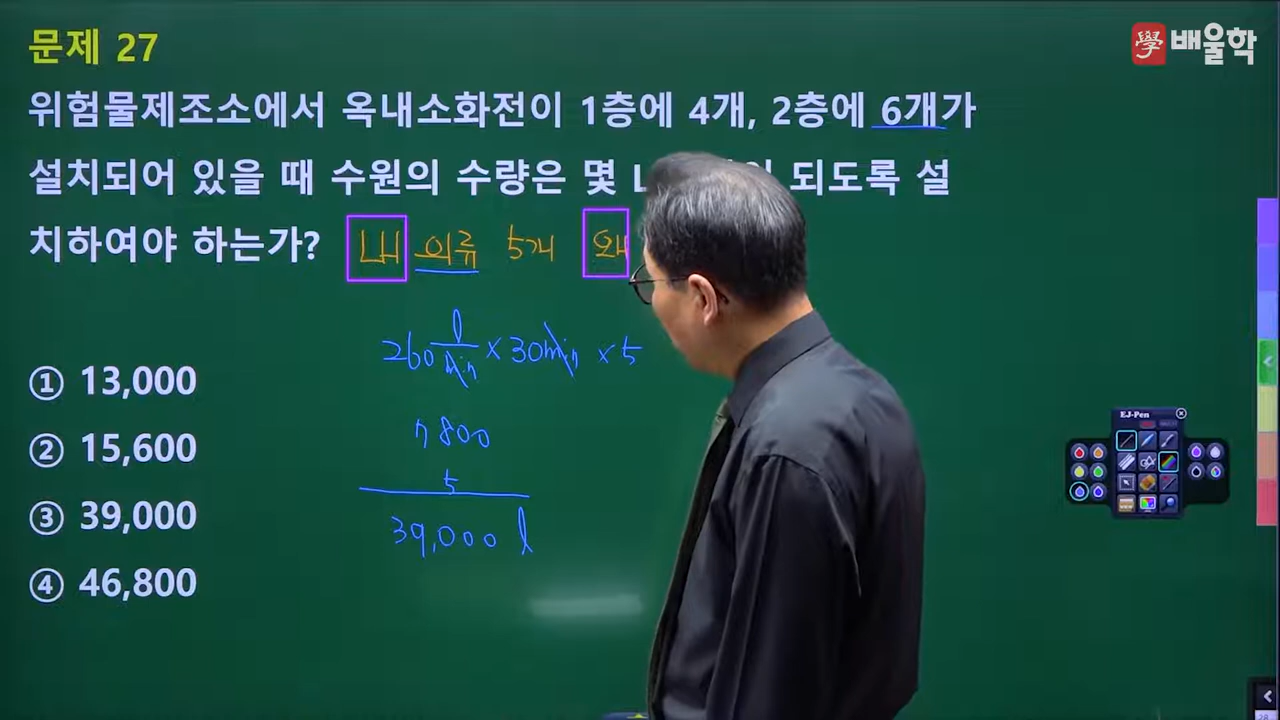 문제 27
學 배울학
위험물제조소에서 옥내소화전이 1층에 4개, 2층에 6개가
설치되어 있을 때 수원의 수량은 몇 L 되도록 설
치하여야 하는가? 내 이류 5개
① 13,000
② 15,600
③ 39,000
④ 46,800
260 l/min × 30min × 5
7800
5
39,000 l
EJ-Pen